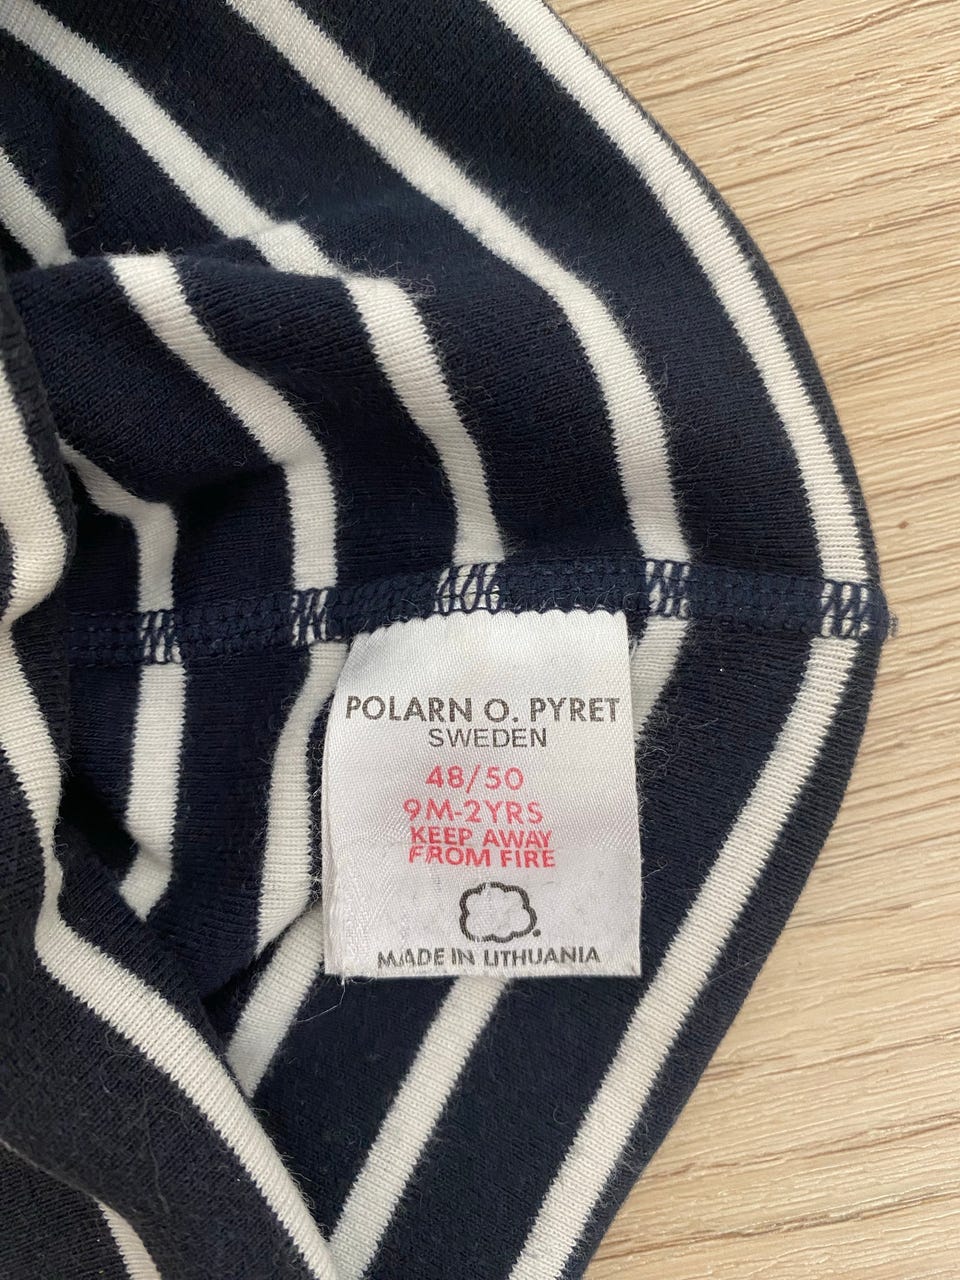 POLARN O. PYRET
SWEDEN
48/50
9M-2YRS
KEEP AWAY
FROM FIRE
MADE IN LITHUANIA